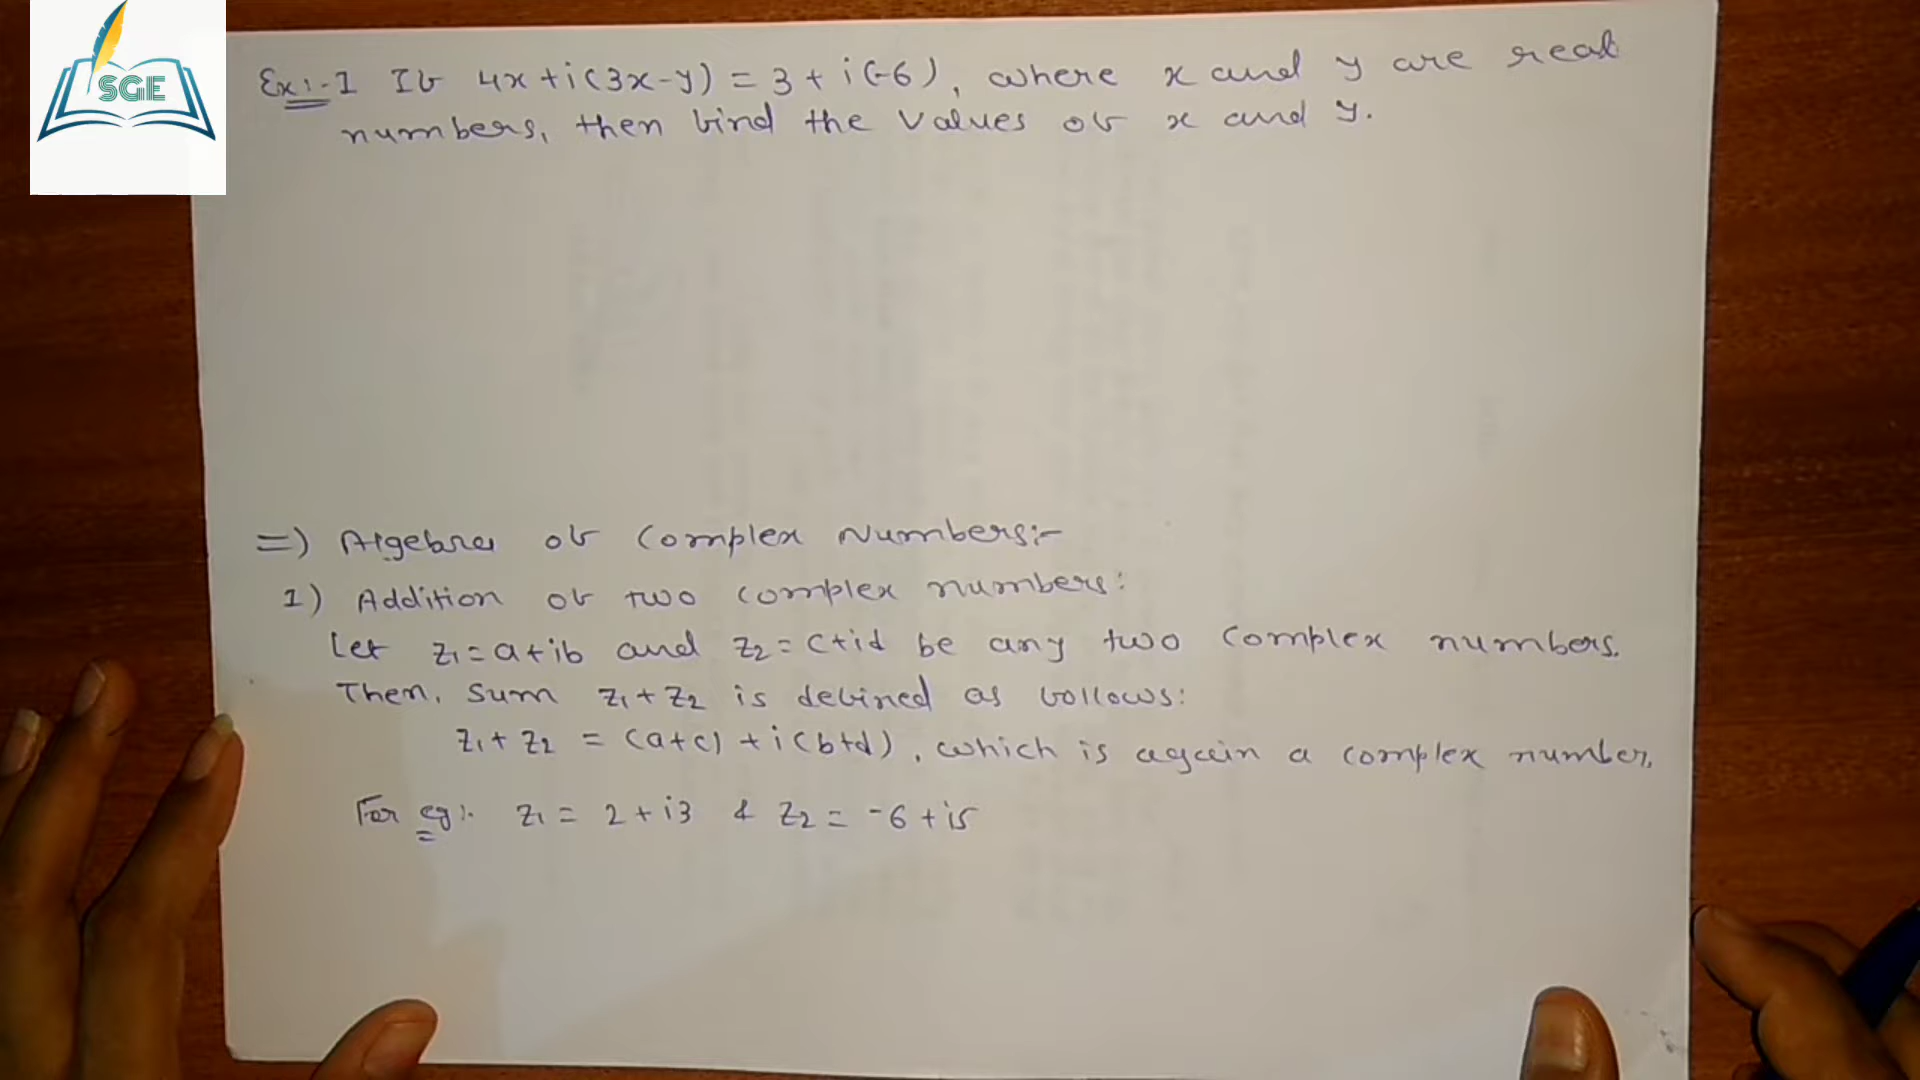 SGE
Ex:-1 If 4x+i(3x-y) = 3+i(-6), where x and y are real
numbers, then find the values of x and y.
=) Algebra of Complex Numbers:-
1) Addition of two complex numbers:
Let z₁=a+ib and z₂=c+id be any two complex numbers.
Then, sum z₁+z₂ is defined as follows:
z₁+z₂ = (a+c)+i(b+d), which is again a complex number.
For eg:. z₁ = 2+i3 & z₂ = -6+i5